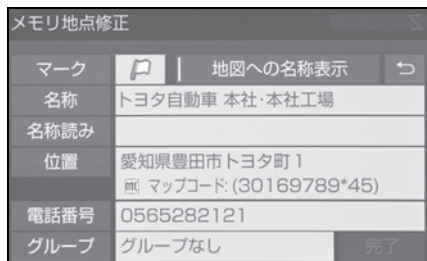 メモリ地点修正
マーク 地図への名称表示
名称 トヨタ自動車 本社・本社工場
名称読み
位置 愛知県豊田市トヨタ町1
mc マップコード:(30169789*45)
電話番号 0565282121
グループ グループなし 完了